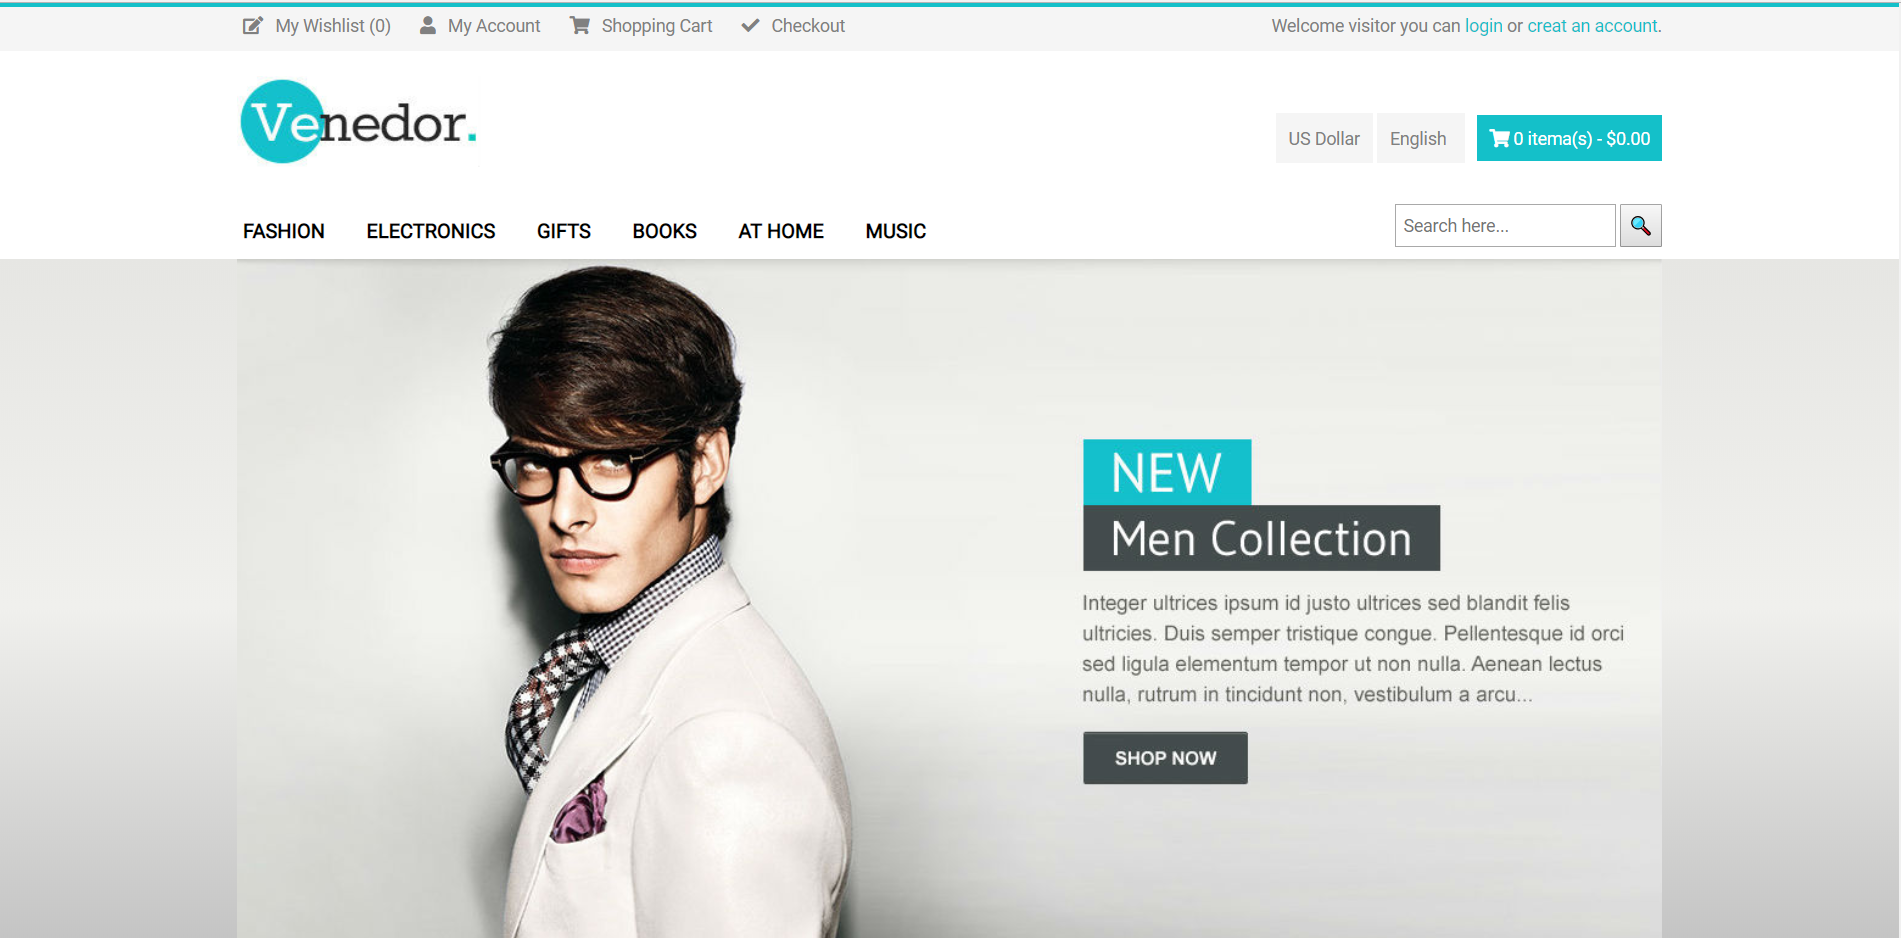 My Wishlist (0) My Account Shopping Cart Checkout Welcome visitor you can login or creat an account.
Venedor.
US Dollar English 0 itema(s) - $0.00
FASHION ELECTRONICS GIFTS BOOKS AT HOME MUSIC Search here...
NEW
Men Collection
Integer ultrices ipsum id justo ultrices sed blandit felis
ultricies. Duis semper tristique congue. Pellentesque id orci
sed ligula elementum tempor ut non nulla. Aenean lectus
nulla, rutrum in tincidunt non, vestibulum a arcu...
SHOP NOW